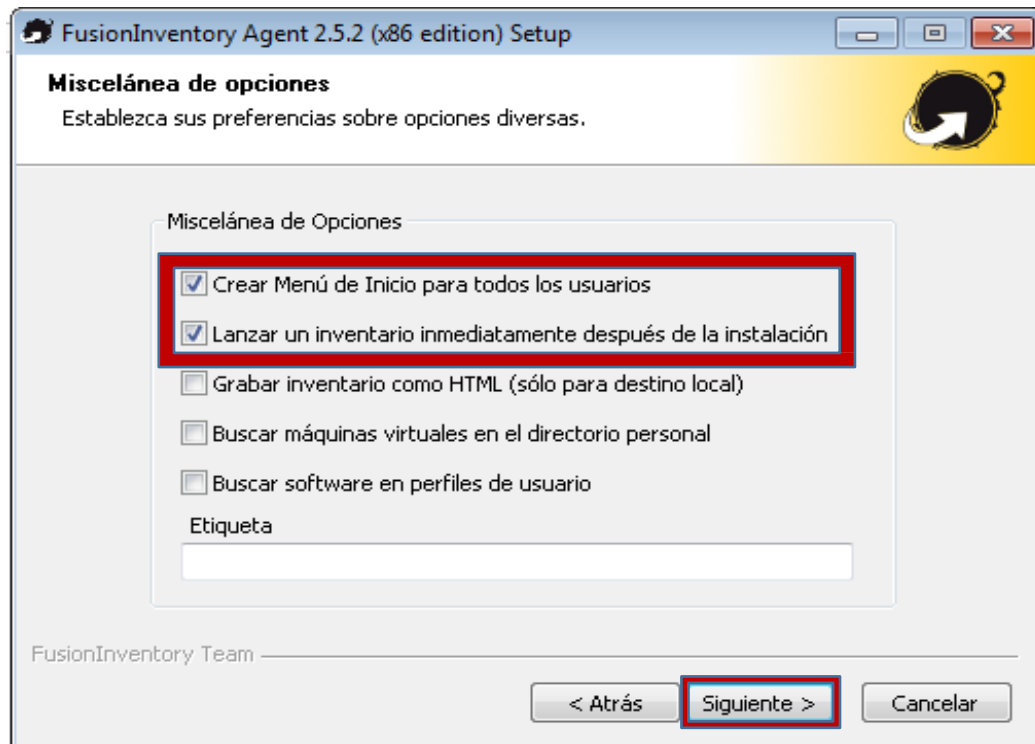 FusionInventory Agent 2.5.2 (x86 edition) Setup
Miscelánea de opciones
Establezca sus preferencias sobre opciones diversas.
Miscelánea de Opciones
Crear Menú de Inicio para todos los usuarios
Lanzar un inventario inmediatamente después de la instalación
Grabar inventario como HTML (sólo para destino local)
Buscar máquinas virtuales en el directorio personal
Buscar software en perfiles de usuario
Etiqueta
FusionInventory Team
< Atrás
Siguiente >
Cancelar